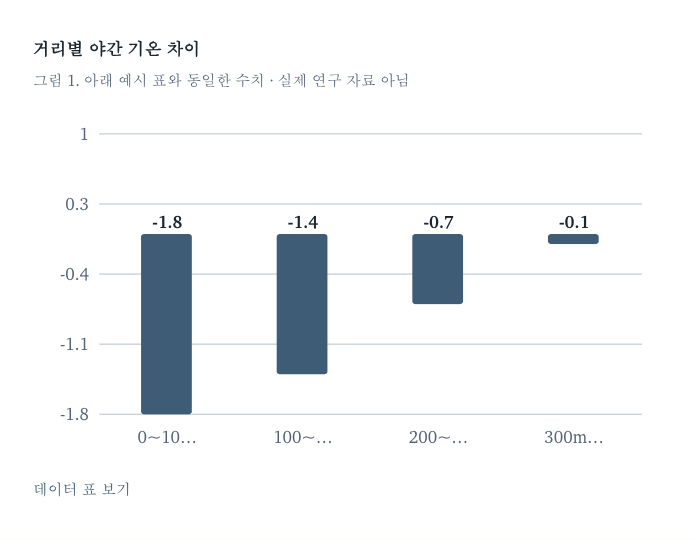 거리별 야간 기온 차이
그림 1. 아래 예시 표와 동일한 수치 · 실제 연구 자료 아님
1
0.3
-1.8 -1.4 -0.7 -0.1
-0.4
-1.1
-1.8
0~10… 100~… 200~… 300m…
데이터 표 보기